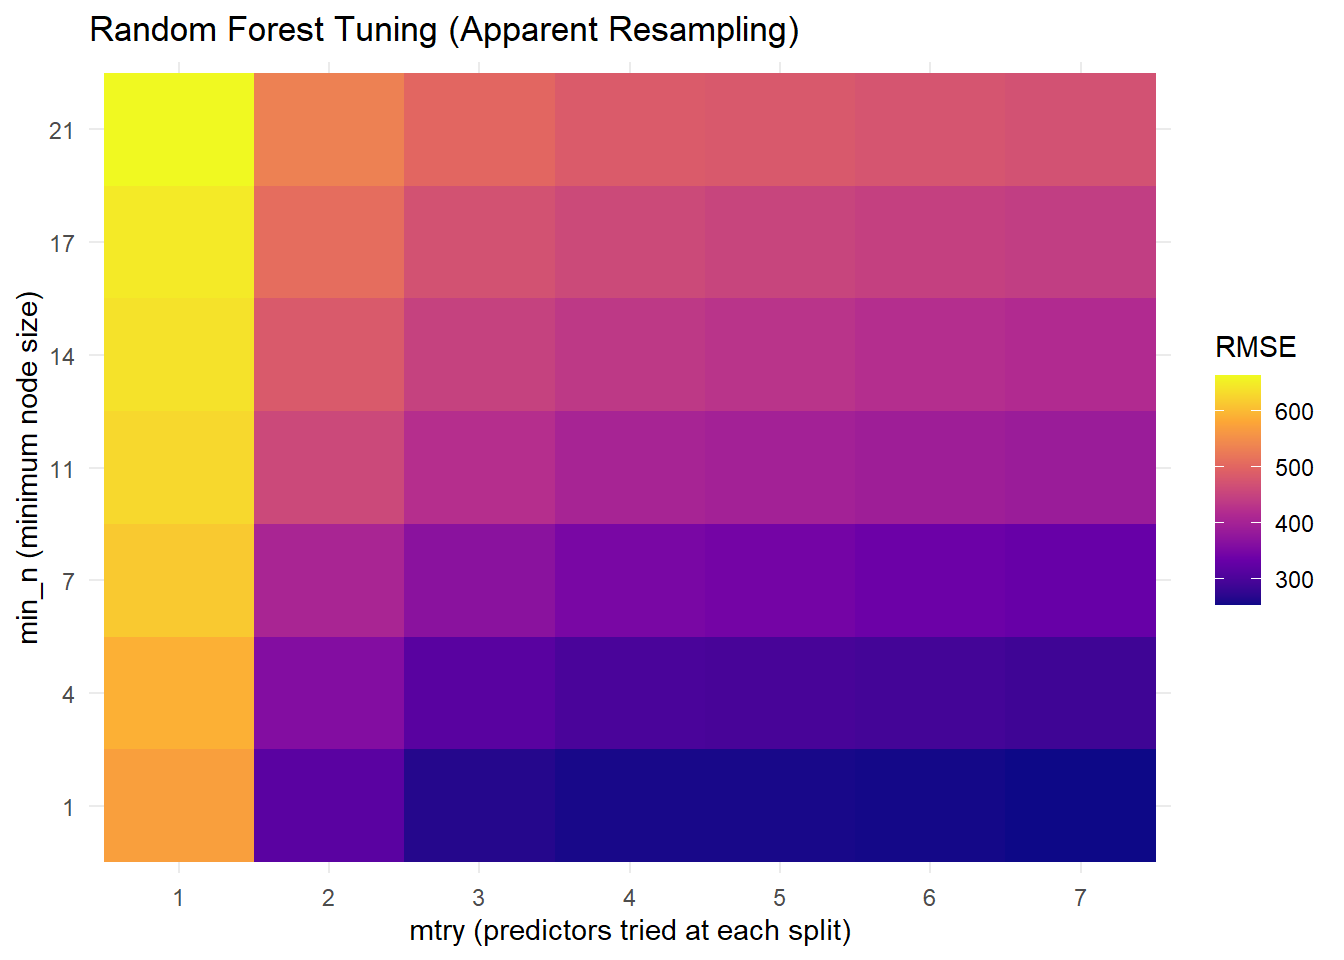 Random Forest Tuning (Apparent Resampling)
min_n (minimum node size)
21
17
14
11
7
4
1
1 2 3 4 5 6 7
mtry (predictors tried at each split)
RMSE
600
500
400
300